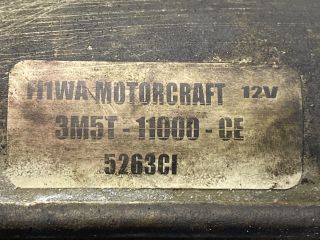 MOTORCRAFT 12V
3M5T - 11000 - CE
5263CI